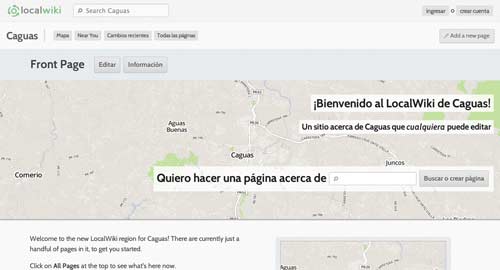 localwiki
Search Caguas
ingresar o crear cuenta
Caguas
Mapa
Near You
Cambios recientes
Todas las páginas
Add a new page
Front Page
Editar
Información
¡Bienvenido al LocalWiki de Caguas!
Un sitio acerca de Caguas que cualquiera puede editar
Aguas
Buenas
Caguas
Comerio
Juncos
Quiero hacer una página acerca de
Buscar o crear página
Welcome to the new LocalWiki region for Caguas! There are currently just a
handful of pages in it, to get you started.
Click on All Pages at the top to see what's here now.